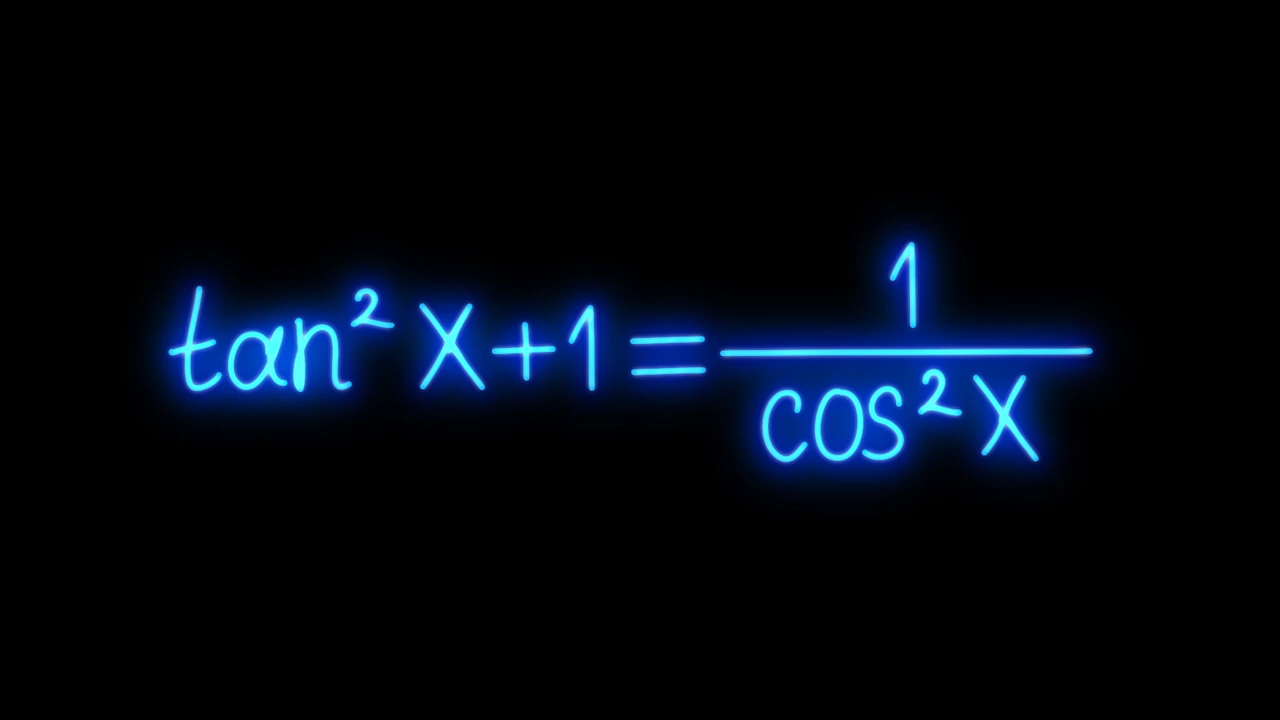 tan² X+1=1/cos² X